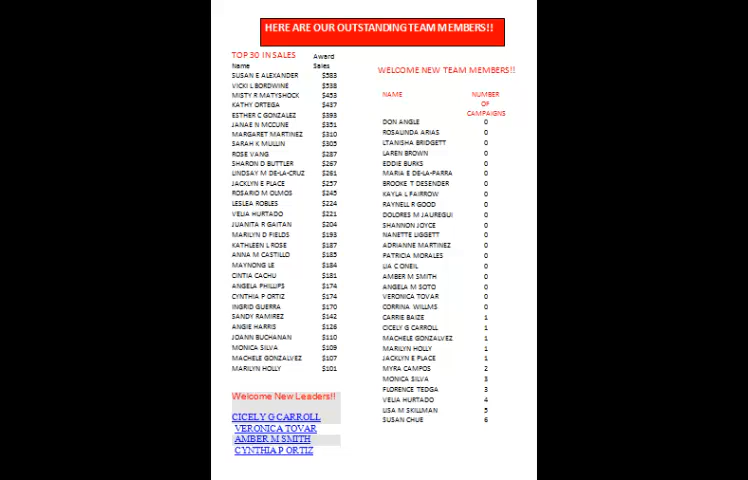 HERE ARE OUR OUTSTANDING TEAM MEMBERS!!
TOP 30 IN SALES Award
Name Sales
SUSAN E ALEXANDER $583
VICKI L BORDWINE $538
MISTY R MATYSHOCK $453
KATHY ORTEGA $437
ESTHER C GONZALEZ $393
JANAE N MCCUNE $351
MARGARET MARTINEZ $310
SARAH K MULLIN $305
ROSE VANG $287
SHARON D BUTTLER $267
LINDSAY M DE-LA-CRUZ $261
JACKLYN E PLACE $257
ROSARIO M OLMOS $245
LESLEA ROBLES $224
VELIA HURTADO $221
JUANITA R GAITAN $204
MARILYN D FIELDS $193
KATHLEEN L ROSE $187
ANNA M CASTILLO $185
MAYNONG LE $184
CINTIA CACHU $181
ANGELA PHILLIPS $174
CYNTHIA P ORTIZ $174
INGRID GUERRA $170
SANDY RAMIREZ $142
ANGIE HARRIS $126
JOANN BUCHANAN $110
MONICA SILVA $109
MACHELE GONZALVEZ $107
MARILYN HOLLY $101
Welcome New Leaders!!
CICELY G CARROLL
VERONICA TOVAR
AMBER M SMITH
CYNTHIA P ORTIZ
WELCOME NEW TEAM MEMBERS!!
NAME NUMBER
OF
CAMPAIGNS
DON ANGLE 0
ROSALINDA ARIAS 0
LTANISHA BRIDGETT 0
LAREN BROWN 0
EDDIE BURKS 0
MARIA E DE-LA-PARRA 0
BROOKE T DESENDER 0
KAYLA L FAIRROW 0
RAYNELL R GOOD 0
DOLORES M JAUREGUI 0
SHANNON JOYCE 0
NANETTE LIGGETT 0
ADRIANNE MARTINEZ 0
PATRICIA MORALES 0
LIA C ONEIL 0
AMBER M SMITH 0
ANGELA M SOTO 0
VERONICA TOVAR 0
CORRINA WILLMS 0
CARRIE BAIZE 1
CICELY G CARROLL 1
MACHELE GONZALVEZ 1
MARILYN HOLLY 1
JACKLYN E PLACE 1
MYRA CAMPOS 2
MONICA SILVA 3
FLORENCE TEDGA 3
VELIA HURTADO 4
LISA M SKILLMAN 5
SUSAN CHUE 6